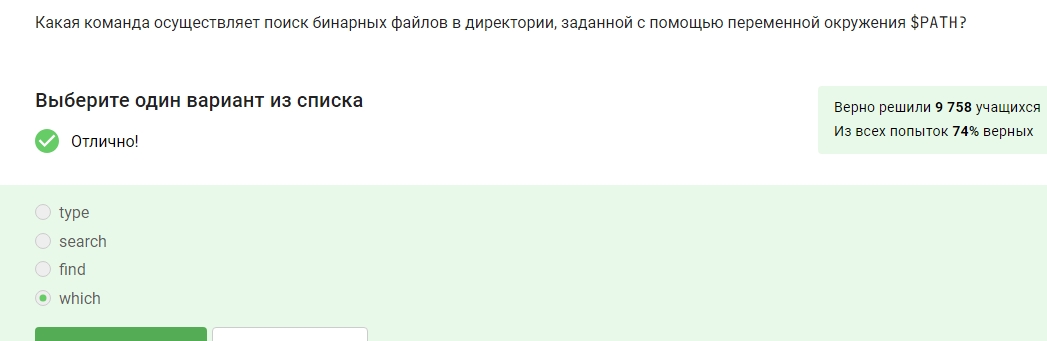 Какая команда осуществляет поиск бинарных файлов в директории, заданной с помощью переменной окружения $PATH?
Выберите один вариант из списка
Отлично!
Верно решили 9 758 учащихся
Из всех попыток 74% верных
type
search
find
which